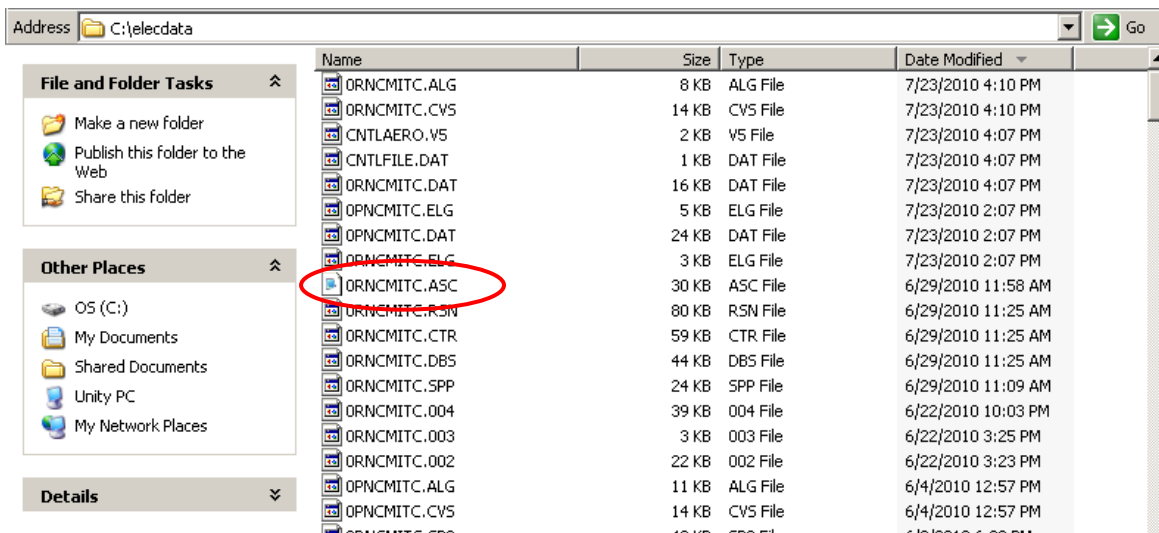 Address C:\elecdata Go
File and Folder Tasks
Make a new folder
Publish this folder to the
Web
Share this folder
Other Places
OS (C:)
My Documents
Shared Documents
Unity PC
My Network Places
Details
Name Size Type Date Modified
0RNCMITC.ALG 8 KB ALG File 7/23/2010 4:10 PM
0RNCMITC.CVS 14 KB CVS File 7/23/2010 4:10 PM
CNTLAERO.V5 2 KB V5 File 7/23/2010 4:07 PM
CNTLFILE.DAT 1 KB DAT File 7/23/2010 4:07 PM
0RNCMITC.DAT 16 KB DAT File 7/23/2010 4:07 PM
0PNCMITC.ELG 5 KB ELG File 7/23/2010 2:07 PM
0PNCMITC.DAT 24 KB DAT File 7/23/2010 2:07 PM
0RNCMITC.ELG 3 KB ELG File 7/23/2010 2:07 PM
0RNCMITC.ASC 30 KB ASC File 6/29/2010 11:58 AM
0RNCMITC.RSN 80 KB RSN File 6/29/2010 11:25 AM
0RNCMITC.CTR 59 KB CTR File 6/29/2010 11:25 AM
0RNCMITC.DBS 44 KB DBS File 6/29/2010 11:25 AM
0RNCMITC.SPP 24 KB SPP File 6/29/2010 11:09 AM
0RNCMITC.004 39 KB 004 File 6/22/2010 10:03 PM
0RNCMITC.003 3 KB 003 File 6/22/2010 3:25 PM
0RNCMITC.002 22 KB 002 File 6/22/2010 3:23 PM
0PNCMITC.ALG 11 KB ALG File 6/4/2010 12:57 PM
0PNCMITC.CVS 14 KB CVS File 6/4/2010 12:57 PM